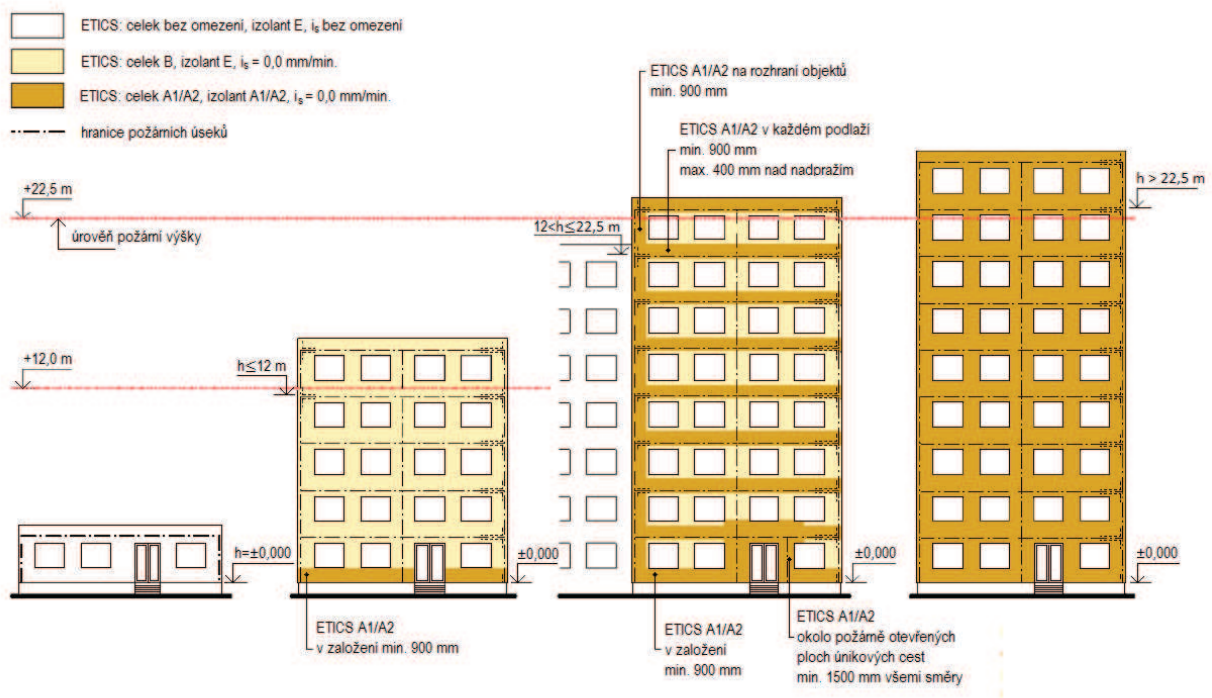 ETICS: celek bez omezení, izolant E, iₛ bez omezení
ETICS: celek B, izolant E, iₛ = 0,0 mm/min.
ETICS: celek A1/A2, izolant A1/A2, iₛ = 0,0 mm/min.
hranice požárních úseků
ETICS A1/A2 na rozhraní objektů
min. 900 mm
ETICS A1/A2 v každém podlaží
min. 900 mm
max. 400 mm nad nadpražím
+22,5 m
úrověň požární výšky
12<h≤22,5 m
h > 22,5 m
+12,0 m
h≤12 m
h=±0,000
±0,000
±0,000
±0,000
ETICS A1/A2
v založení min. 900 mm
ETICS A1/A2
v založení
min. 900 mm
ETICS A1/A2
okolo požárně otevřených
ploch únikových cest
min. 1500 mm všemi směry